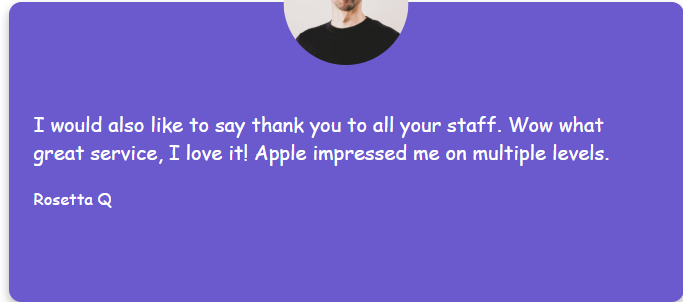 I would also like to say thank you to all your staff. Wow what
great service, I love it! Apple impressed me on multiple levels.
Rosetta Q